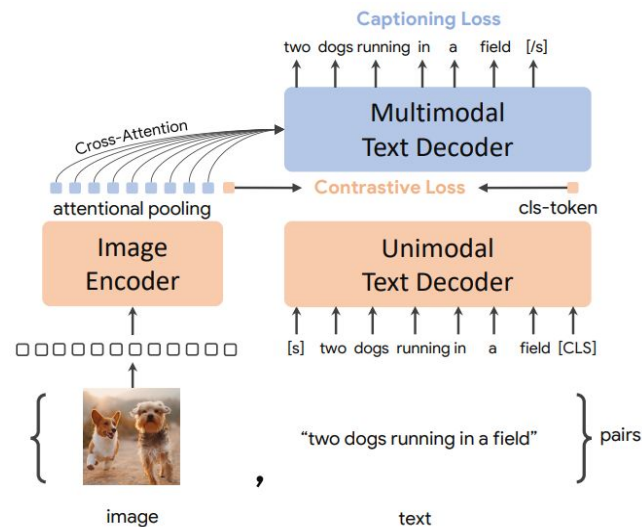 Captioning Loss
two dogs running in a field [/s]
Multimodal
Text Decoder
Cross-Attention
Contrastive Loss
attentional pooling
cls-token
Image
Encoder
Unimodal
Text Decoder
[s] two dogs running in a field [CLS]
“two dogs running in a field”
pairs
,
image
text